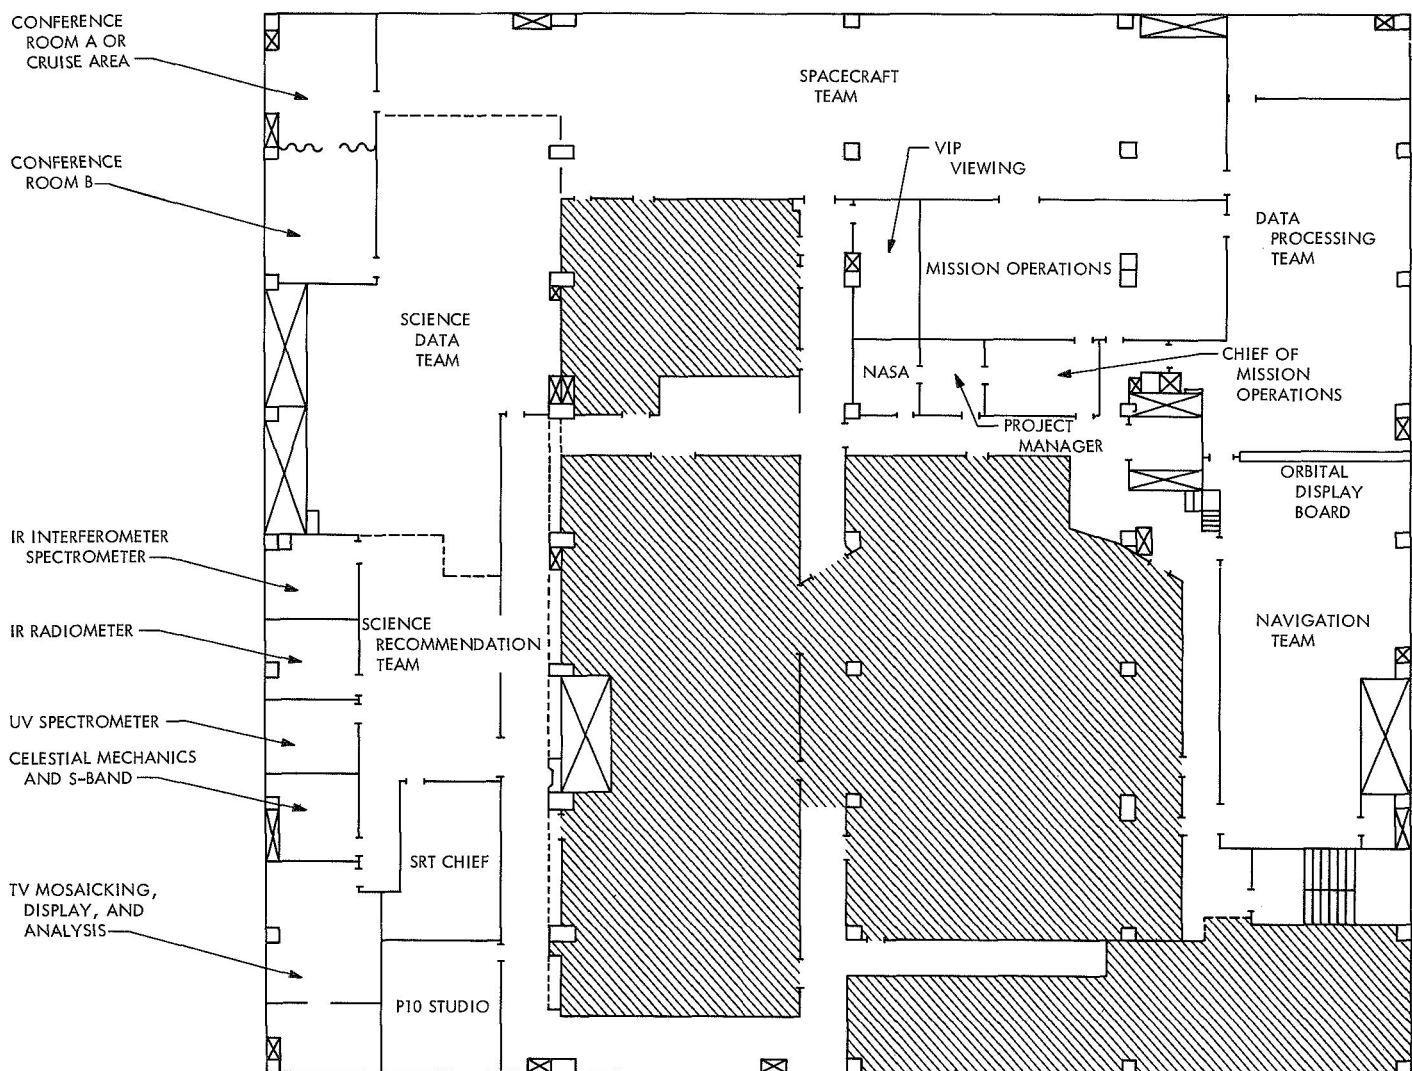 CONFERENCE
ROOM A OR
CRUISE AREA
SPACECRAFT
TEAM
CONFERENCE
ROOM B
VIP
VIEWING
DATA
PROCESSING
TEAM
MISSION OPERATIONS
SCIENCE
DATA
TEAM
NASA
CHIEF OF
MISSION
OPERATIONS
PROJECT
MANAGER
ORBITAL
DISPLAY
BOARD
IR INTERFEROMETER
SPECTROMETER
IR RADIOMETER
SCIENCE
RECOMMENDATION
TEAM
NAVIGATION
TEAM
UV SPECTROMETER
CELESTIAL MECHANICS
AND S-BAND
SRT CHIEF
TV MOSAICKING,
DISPLAY, AND
ANALYSIS
P10 STUDIO